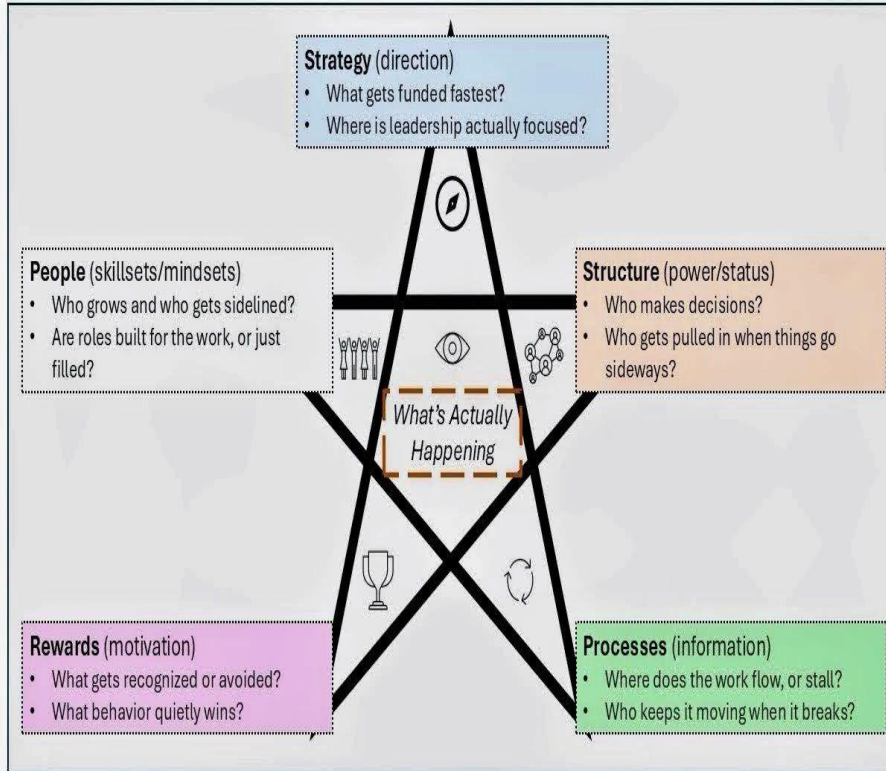 Strategy (direction)
• What gets funded fastest?
• Where is leadership actually focused?
People (skillsets/mindsets)
• Who grows and who gets sidelined?
• Are roles built for the work, or just
filled?
Structure (power/status)
• Who makes decisions?
• Who gets pulled in when things go
sideways?
What's Actually
Happening
Rewards (motivation)
• What gets recognized or avoided?
• What behavior quietly wins?
Processes (information)
• Where does the work flow, or stall?
• Who keeps it moving when it breaks?